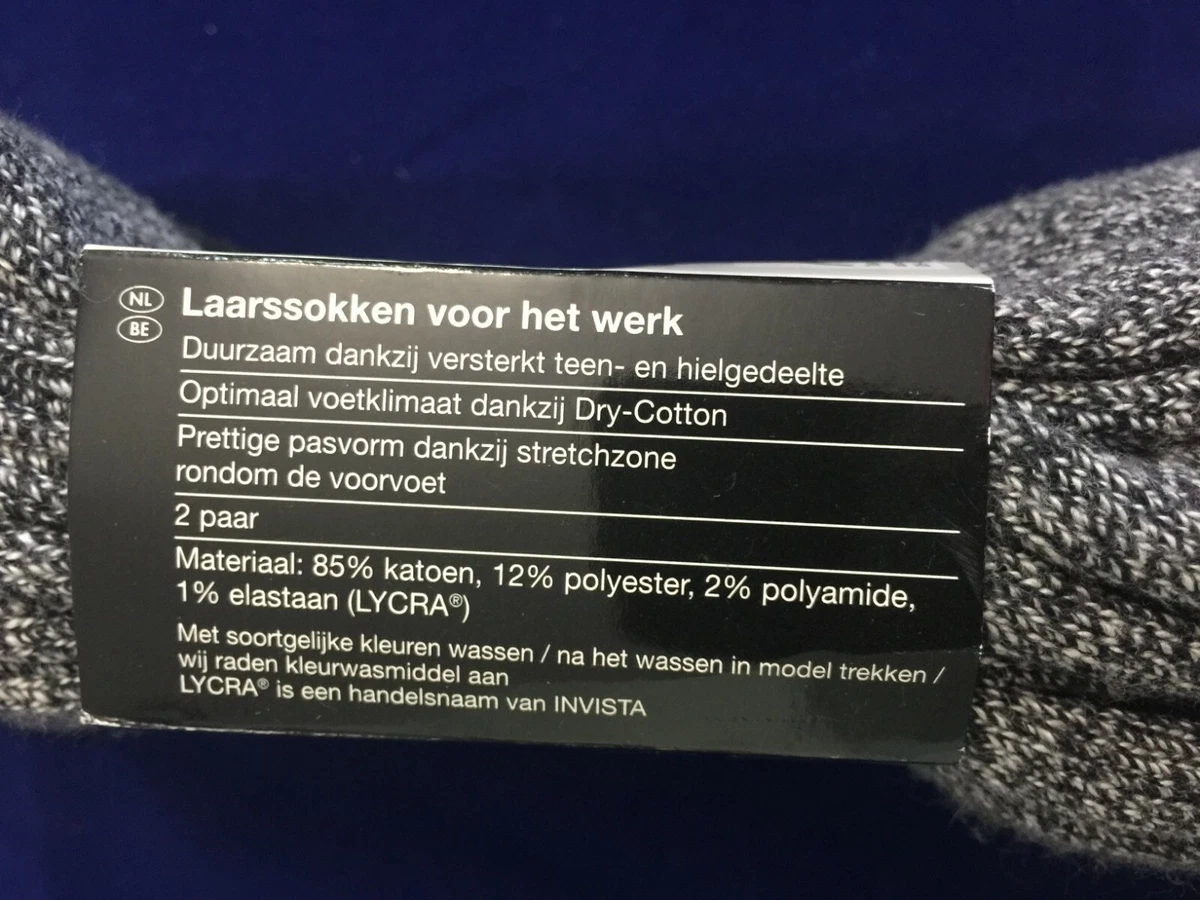 NL
BE
Laarssokken voor het werk
Duurzaam dankzij versterkt teen- en hielgedeelte
Optimaal voetklimaat dankzij Dry-Cotton
Prettige pasvorm dankzij stretchzone
rondom de voorvoet
2 paar
Materiaal: 85% katoen, 12% polyester, 2% polyamide,
1% elastaan (LYCRA®)
Met soortgelijke kleuren wassen / na het wassen in model trekken /
wij raden kleurwasmiddel aan
LYCRA® is een handelsnaam van INVISTA